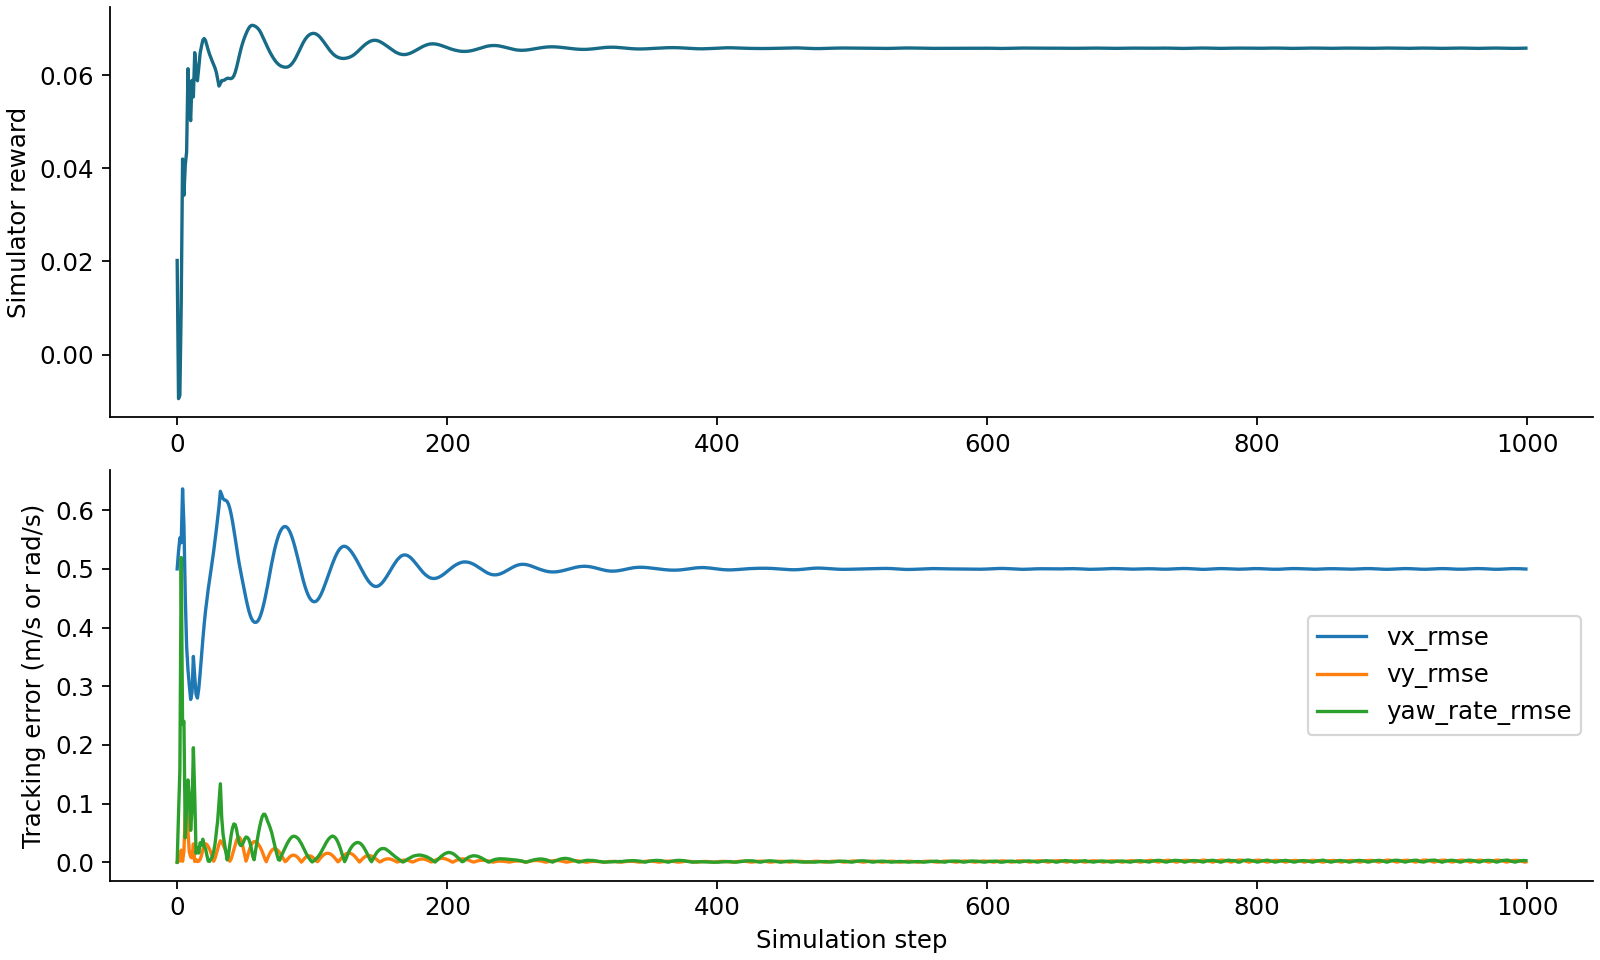 Simulator reward
0.06
0.04
0.02
0.00
0 200 400 600 800 1000
Tracking error (m/s or rad/s)
0.6
0.5
0.4
0.3
0.2
0.1
0.0
vx_rmse
vy_rmse
yaw_rate_rmse
0 200 400 600 800 1000
Simulation step